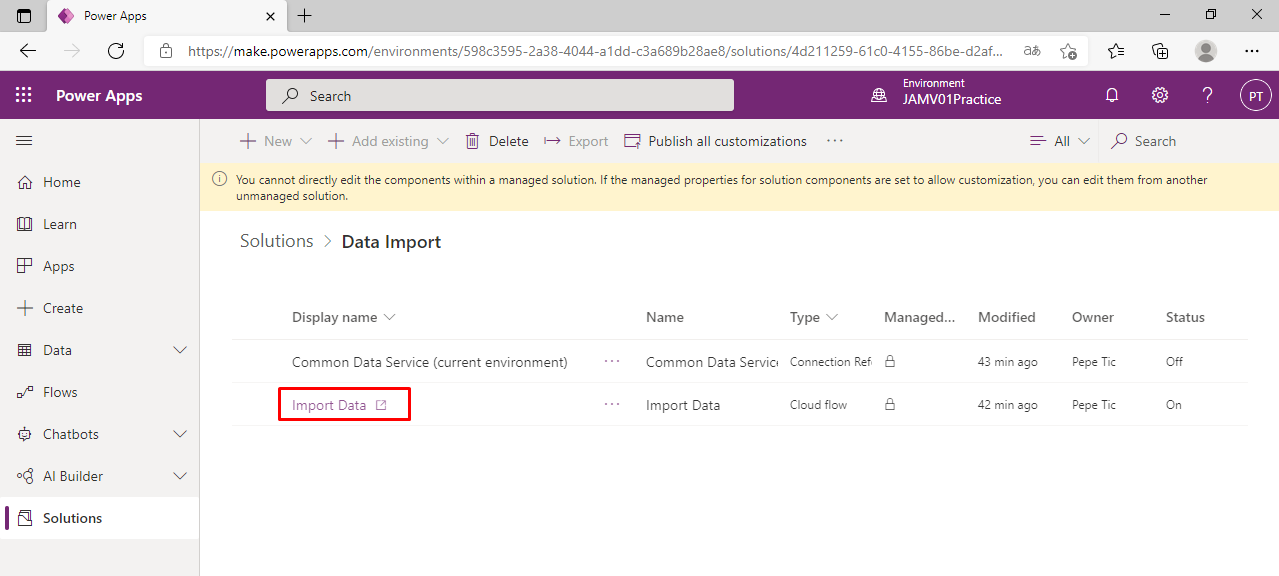 Power Apps
https://make.powerapps.com/environments/598c3595-2a38-4044-a1dd-c3a689b28ae8/solutions/4d211259-61c0-4155-86be-d2af...
Power Apps
Search
Environment
JAMV01Practice
?
PT
New
Add existing
Delete
Export
Publish all customizations
...
All
Search
Home
Learn
Apps
Create
Data
Flows
Chatbots
AI Builder
Solutions
You cannot directly edit the components within a managed solution. If the managed properties for solution components are set to allow customization, you can edit them from another
unmanaged solution.
Solutions > Data Import
Display name Name Type Managed... Modified Owner Status
Common Data Service (current environment) ... Common Data Service Connection Refe 43 min ago Pepe Tic Off
Import Data ... Import Data Cloud flow 42 min ago Pepe Tic On